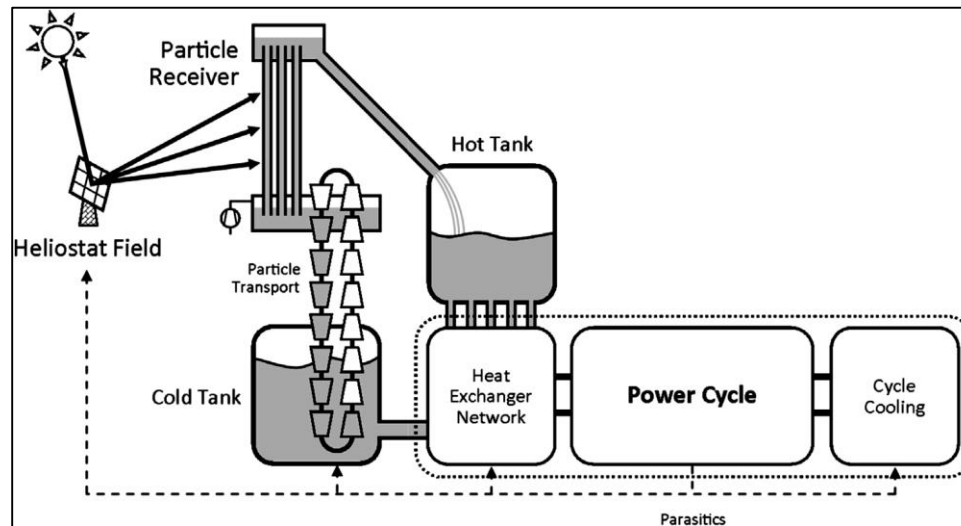 Particle
Receiver
Hot Tank
Heliostat Field
Particle
Transport
Cold Tank
Heat
Exchanger
Network
Power Cycle
Cycle
Cooling
Parasitics